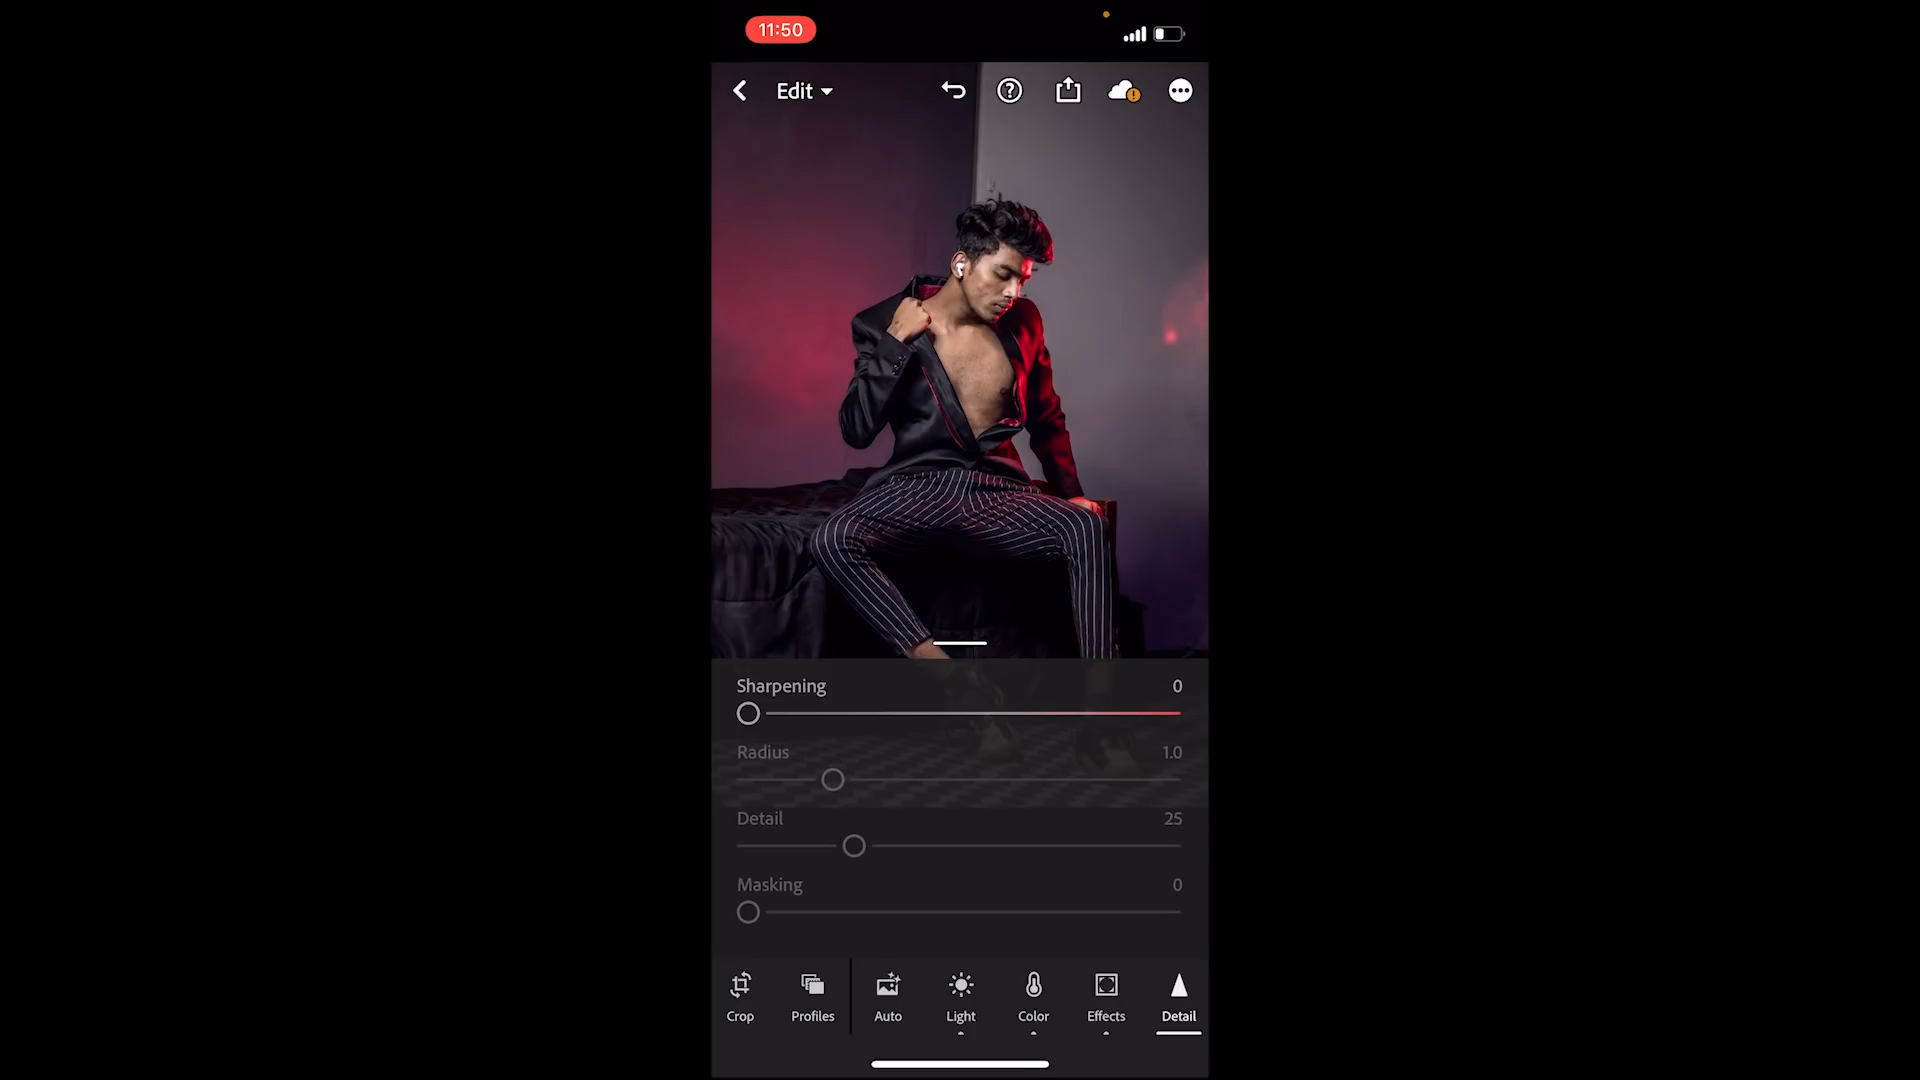 11:50
Edit
Sharpening 0
Radius 1.0
Detail 25
Masking 0
Crop Profiles Auto Light Color Effects Detail